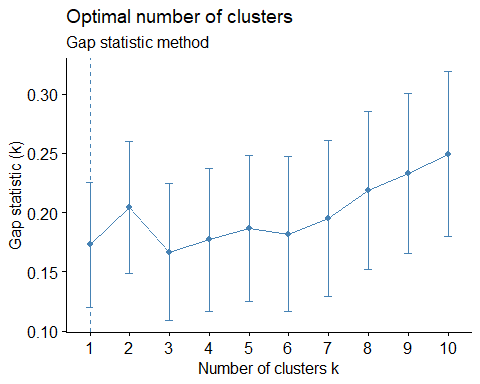 Optimal number of clusters
Gap statistic method
Gap statistic (k)
0.30
0.25
0.20
0.15
0.10
1 2 3 4 5 6 7 8 9 10
Number of clusters k